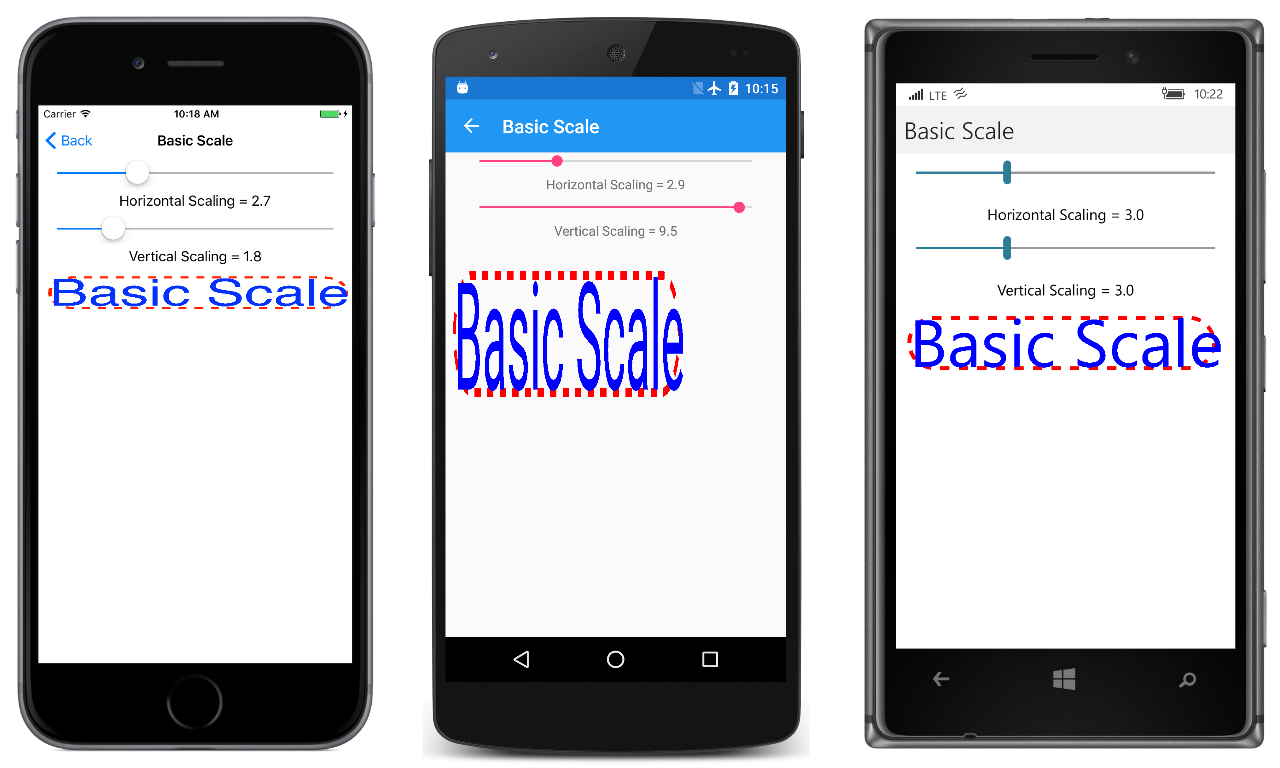 Carrier 10:18 AM
Back Basic Scale
Horizontal Scaling = 2.7
Vertical Scaling = 1.8
Basic Scale
10:15
Basic Scale
Horizontal Scaling = 2.9
Vertical Scaling = 9.5
Basic Scale
LTE 10:22
Basic Scale
Horizontal Scaling = 3.0
Vertical Scaling = 3.0
Basic Scale